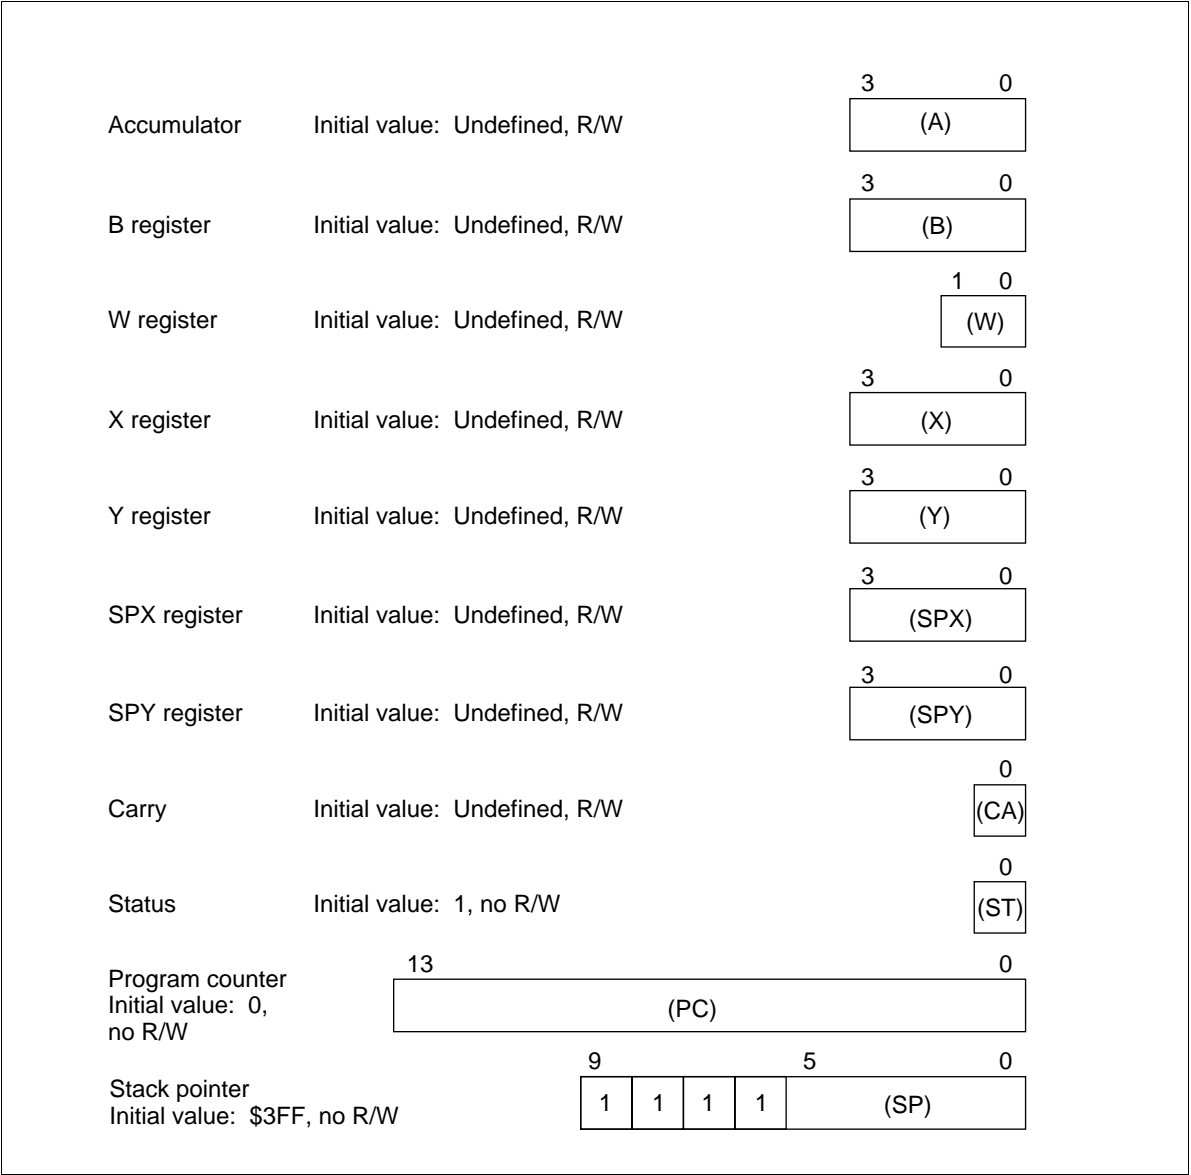 3 0
Accumulator Initial value: Undefined, R/W (A)
3 0
B register Initial value: Undefined, R/W (B)
1 0
W register Initial value: Undefined, R/W (W)
3 0
X register Initial value: Undefined, R/W (X)
3 0
Y register Initial value: Undefined, R/W (Y)
3 0
SPX register Initial value: Undefined, R/W (SPX)
3 0
SPY register Initial value: Undefined, R/W (SPY)
0
Carry Initial value: Undefined, R/W (CA)
0
Status Initial value: 1, no R/W (ST)
13 0
Program counter
Initial value: 0,
no R/W
(PC)
9 5 0
Stack pointer
Initial value: $3FF, no R/W
1 1 1 1 (SP)